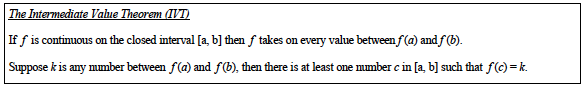 The Intermediate Value Theorem (IVT)
If f is continuous on the closed interval [a, b] then f takes on every value between f(a) and f(b).
Suppose k is any number between f(a) and f(b), then there is at least one number c in [a, b] such that f(c) = k.